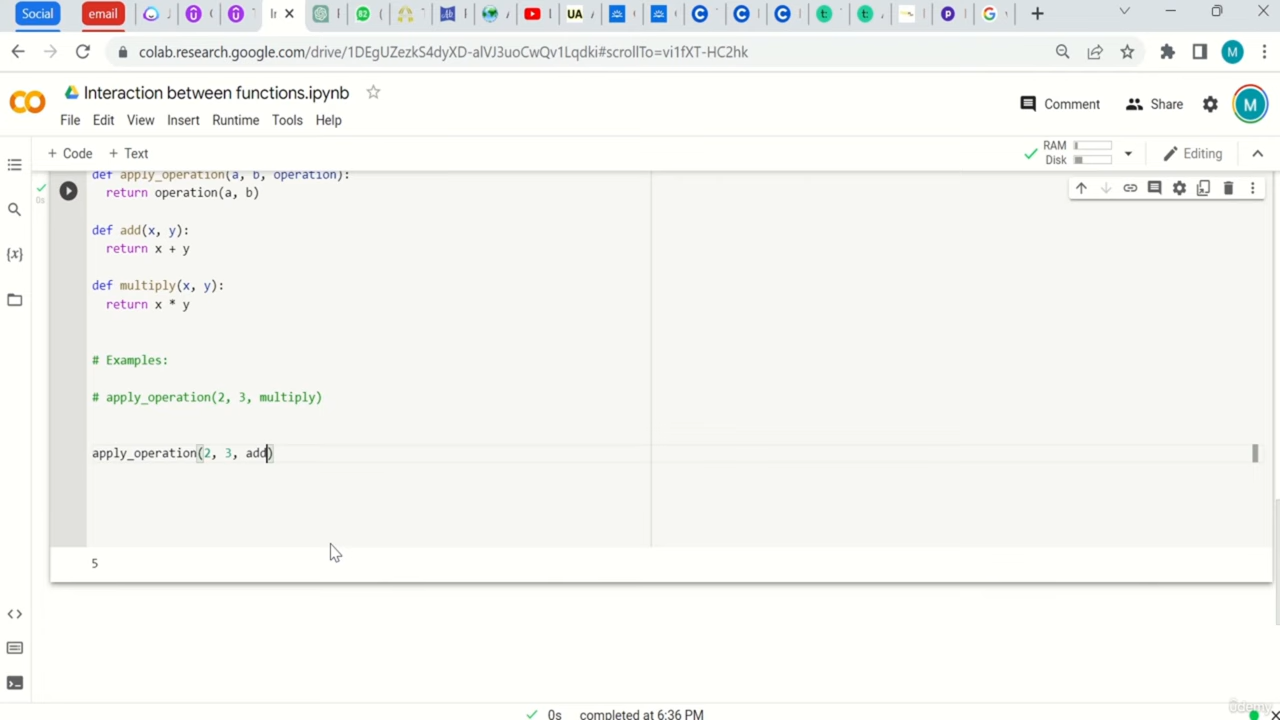 Social
email
colab.research.google.com/drive/1DEgUZezkS4dyXD-alVJ3uoCwQv1Lqdki#scrollTo=vi1fXT-HC2hk
M
Interaction between functions.ipynb
Comment
Share
M
File Edit View Insert Runtime Tools Help
+ Code + Text
RAM
Disk
Editing
def apply_operation(a, b, operation):
return operation(a, b)
def add(x, y):
return x + y
def multiply(x, y):
return x * y
# Examples:
# apply_operation(2, 3, multiply)
apply_operation(2, 3, add)
5
0s
0s completed at 6:36 PM
ûdemy